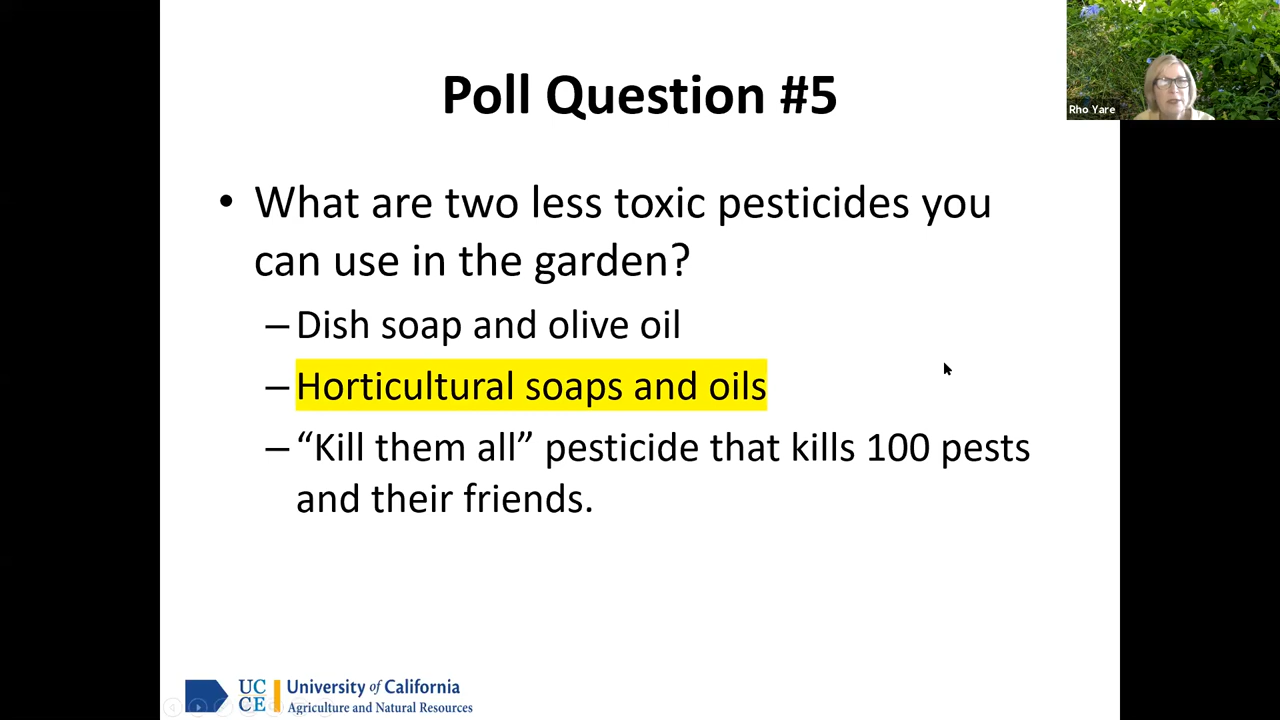 Poll Question #5
Rho Yare
• What are two less toxic pesticides you
can use in the garden?
– Dish soap and olive oil
– Horticultural soaps and oils
– “Kill them all” pesticide that kills 100 pests
and their friends.
UC
CE
University of California
Agriculture and Natural Resources